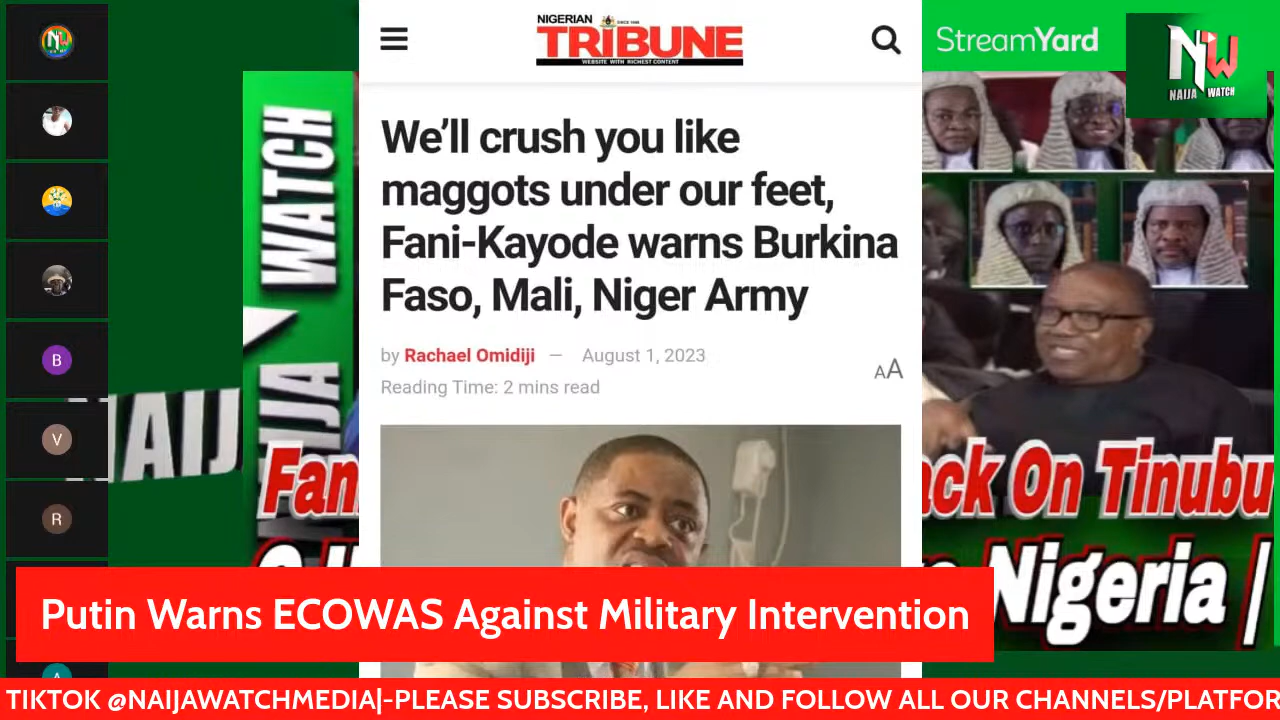 StreamYard
NW
NAIJA WATCH
NIGERIAN
SINCE 1949
TRIBUNE
WEBSITE WITH RICHEST CONTENT
We'll crush you like
maggots under our feet,
Fani-Kayode warns Burkina
Faso, Mali, Niger Army
by Rachael Omidiji — August 1, 2023
AA
Reading Time: 2 mins read
WATCH
NAIJ
B
V
R
Fan
ack On Tinubu
Nigeria |
Putin Warns ECOWAS Against Military Intervention
TIKTOK @NAIJAWATCHMEDIA|-PLEASE SUBSCRIBE, LIKE AND FOLLOW ALL OUR CHANNELS/PLATFOR